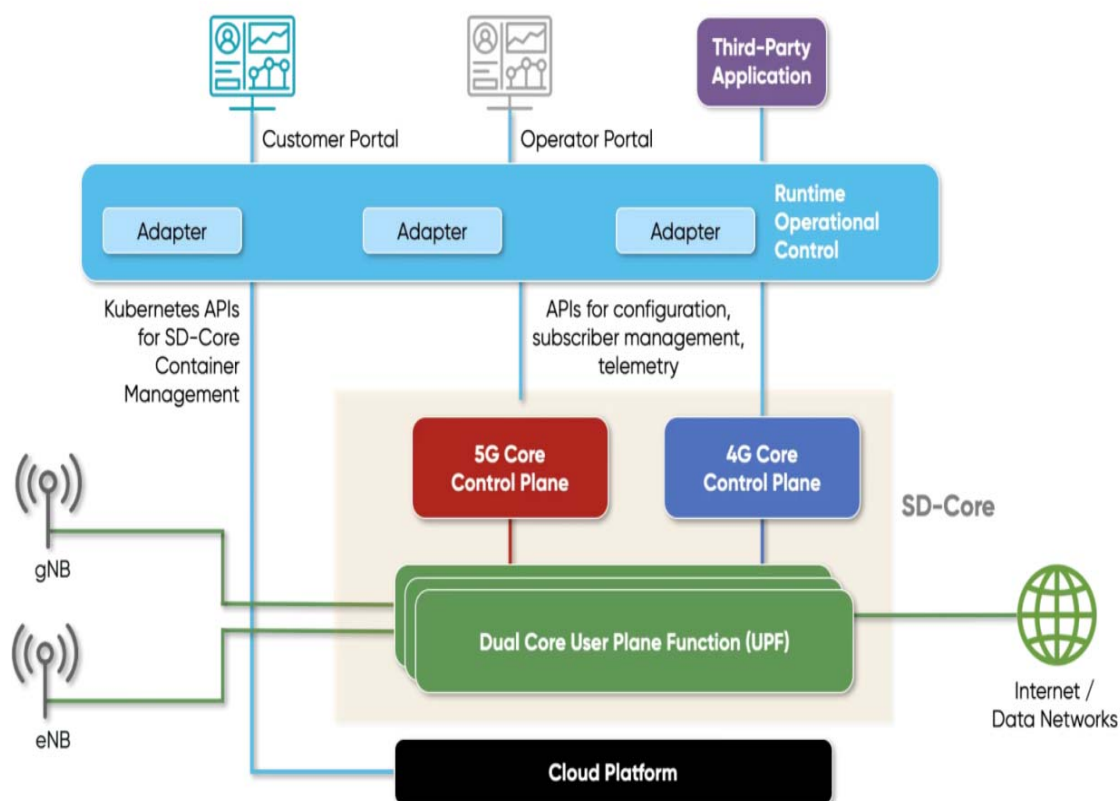 Third-Party
Application
Customer Portal
Operator Portal
Adapter
Adapter
Adapter
Runtime
Operational
Control
Kubernetes APIs
for SD-Core
Container
Management
APIs for configuration,
subscriber management,
telemetry
5G Core
Control Plane
4G Core
Control Plane
SD-Core
gNB
eNB
Dual Core User Plane Function (UPF)
Internet /
Data Networks
Cloud Platform